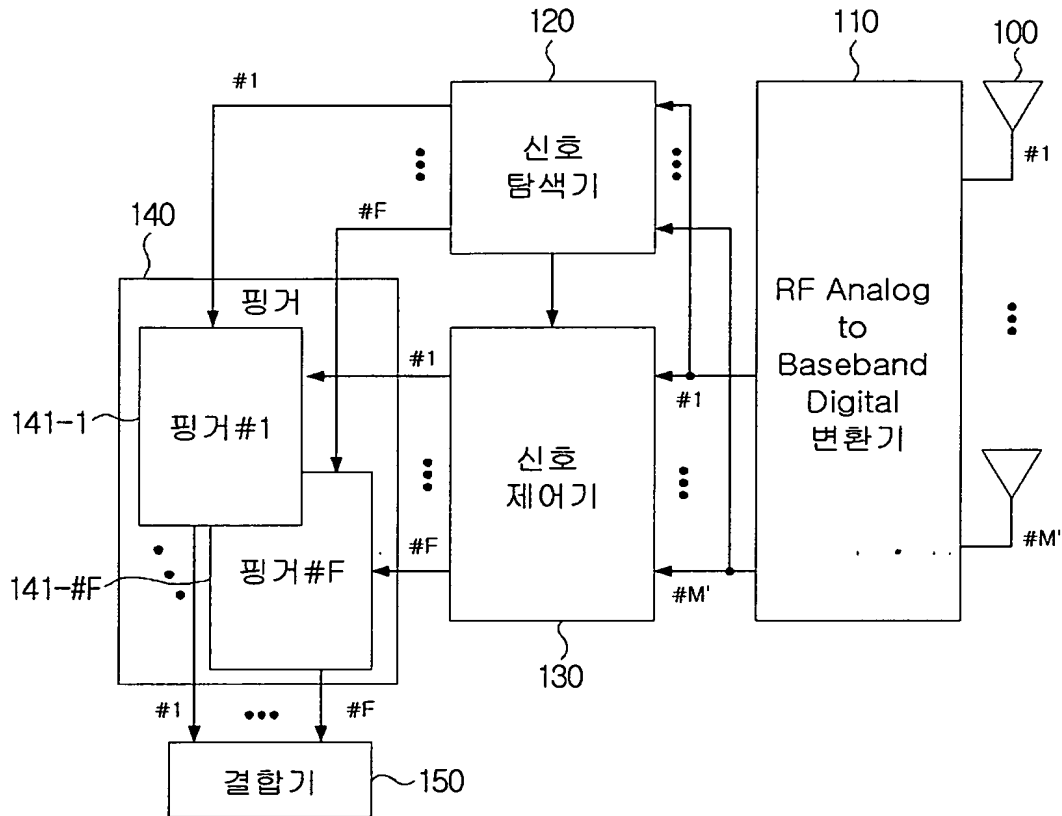 120
110
100
#1
#1
신호
탐색기
#F
140
핑거
RF Analog
to
Baseband
Digital
변환기
#1
#1
141-1
핑거#1
신호
제어기
#M'
#F
141-#F
핑거#F
#M'
130
#1
#F
결합기
150